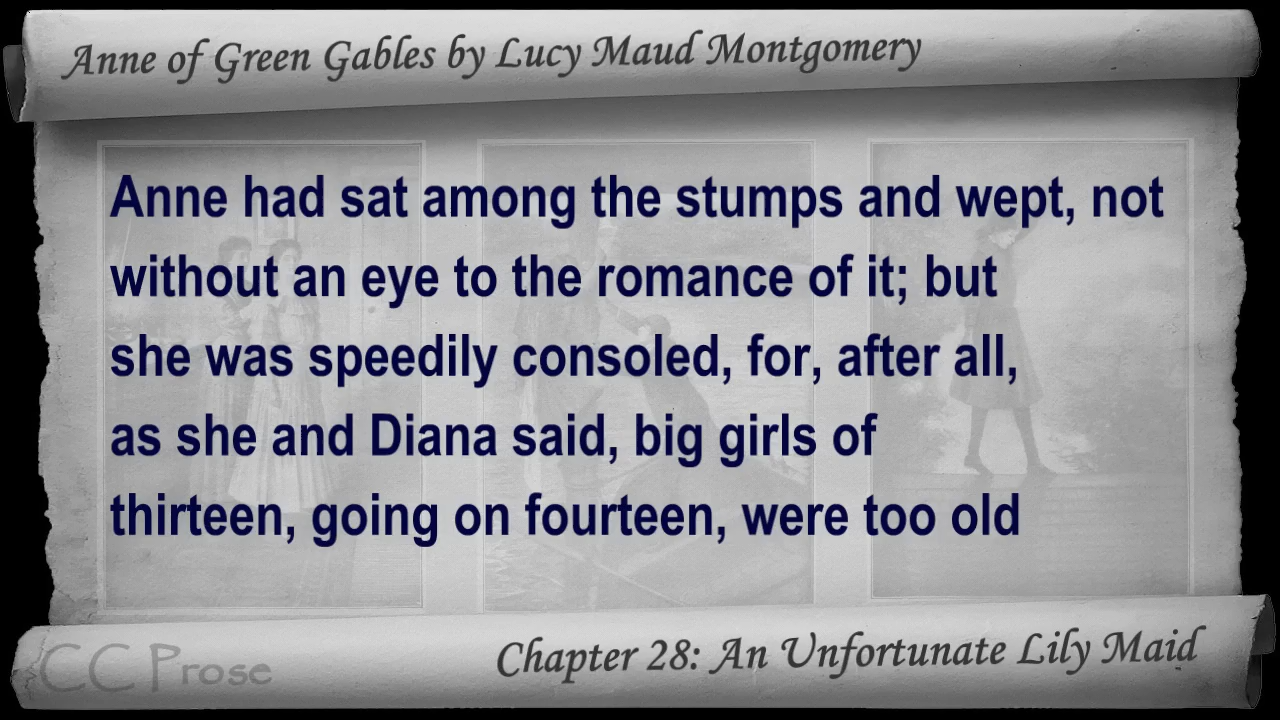 Anne of Green Gables by Lucy Maud Montgomery
Anne had sat among the stumps and wept, not
without an eye to the romance of it; but
she was speedily consoled, for, after all,
as she and Diana said, big girls of
thirteen, going on fourteen, were too old
CC Prose
Chapter 28: An Unfortunate Lily Maid